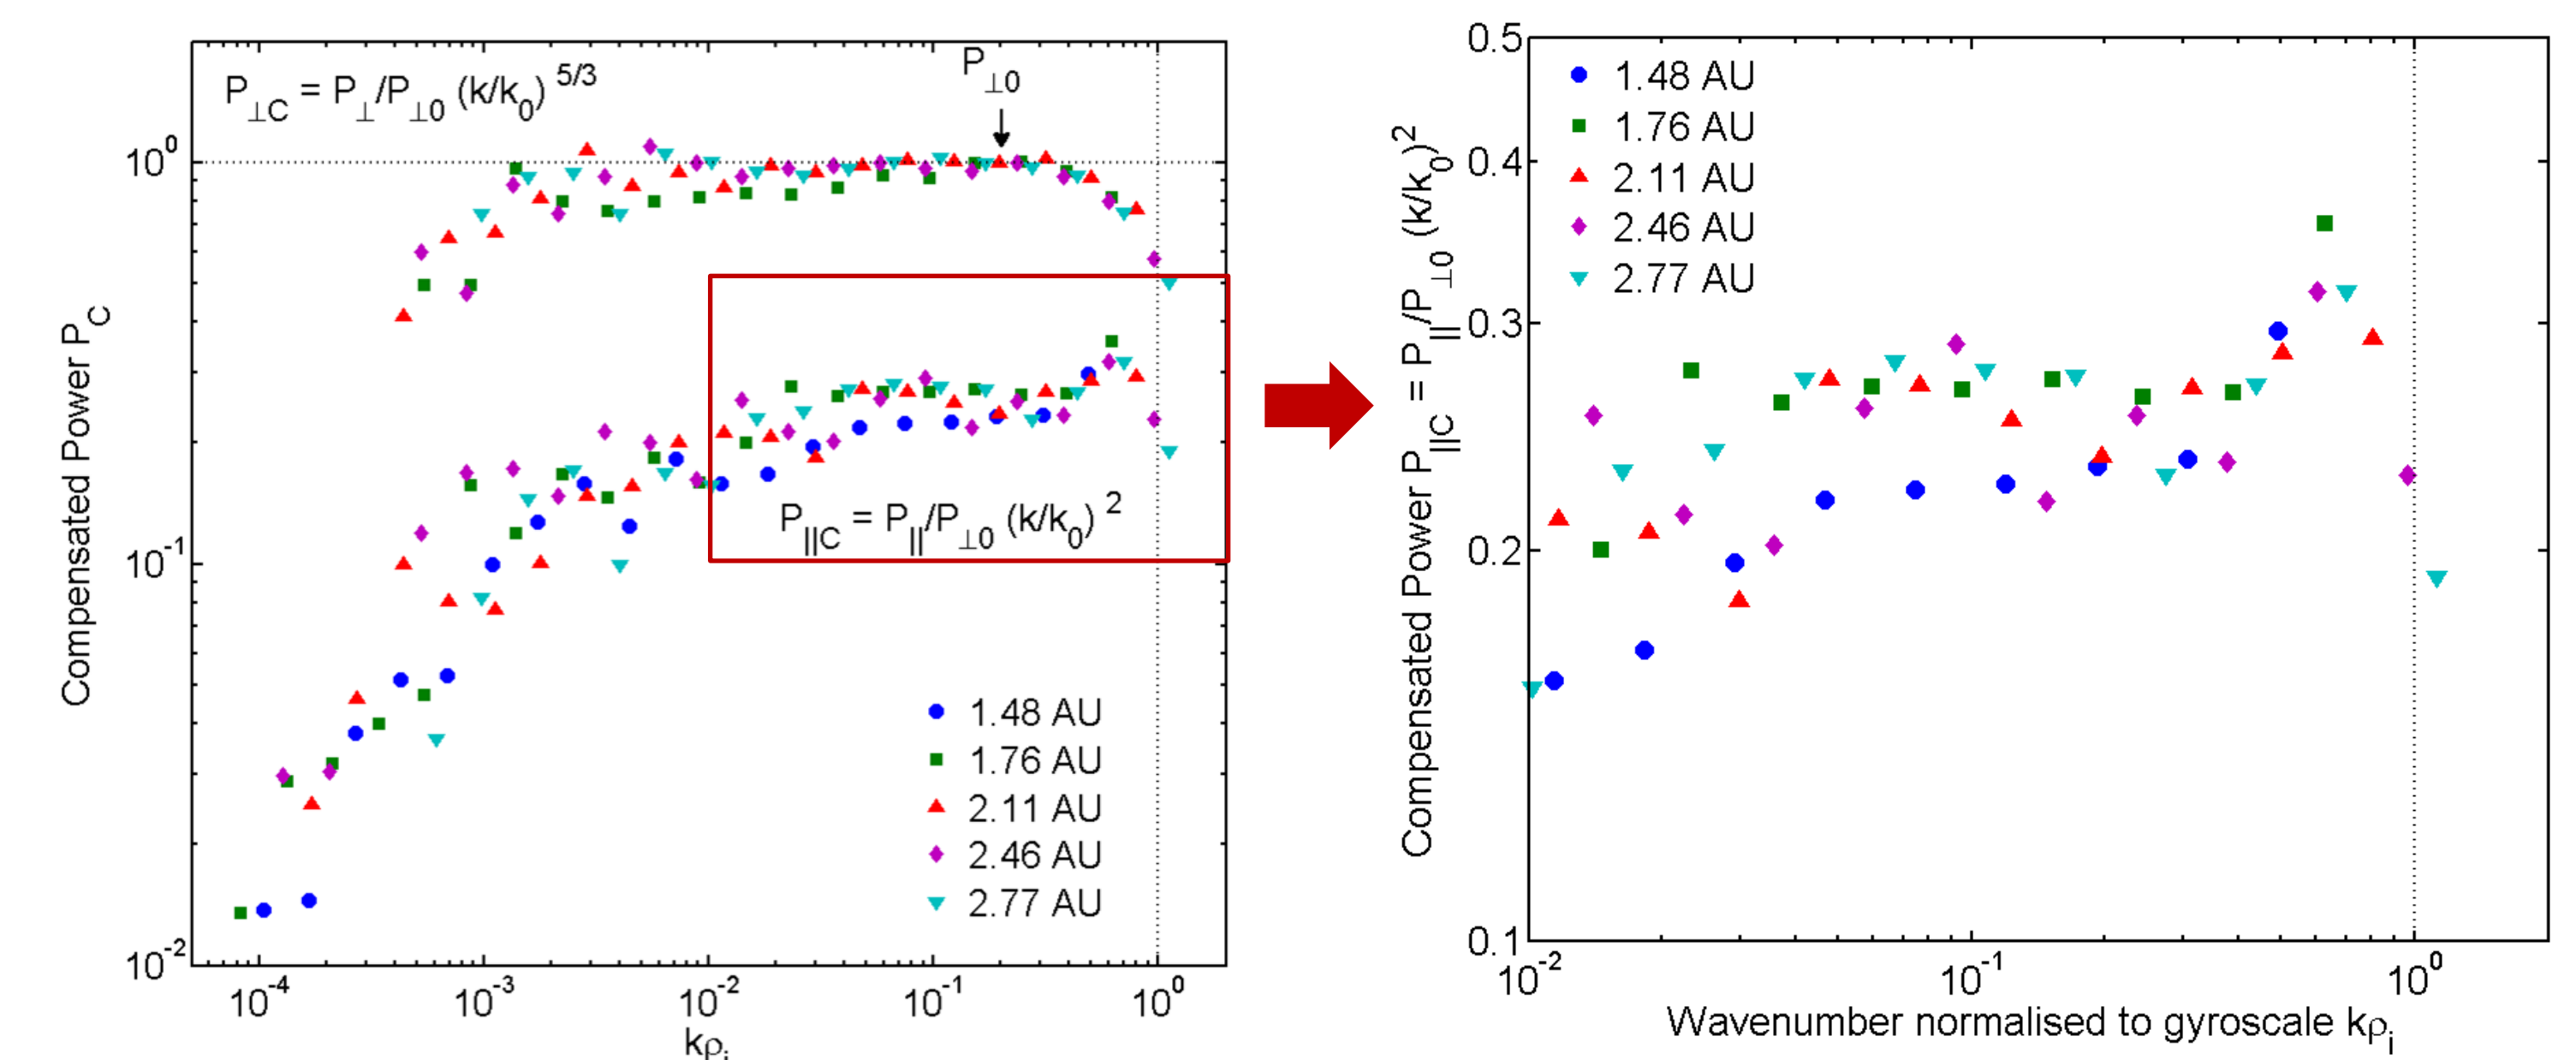 P⊥C = P⊥/P⊥0 (k/k0)^5/3
P⊥0
10^0
10^-1
10^-2
Compensated Power PC
P||C = P||/P⊥0 (k/k0)^2
1.48 AU
1.76 AU
2.11 AU
2.46 AU
2.77 AU
10^-4 10^-3 10^-2 10^-1 10^0
kρi
Compensated Power P||C = P||/P⊥0 (k/k0)^2
0.5
0.4
0.3
0.2
0.1
1.48 AU
1.76 AU
2.11 AU
2.46 AU
2.77 AU
10^-2 10^-1 10^0
Wavenumber normalised to gyroscale kρi